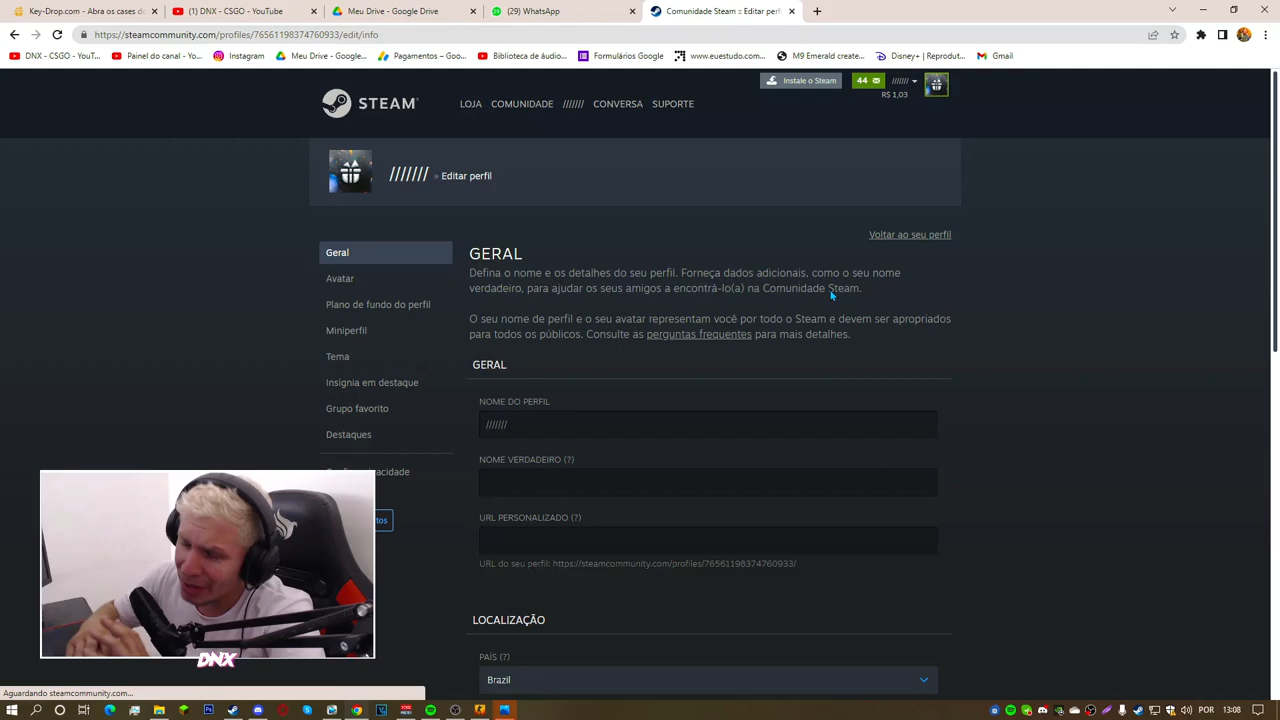 Key-Drop.com - Abra os cases do
(1) DNX - CSGO - YouTube
Meu Drive - Google Drive
(29) WhatsApp
Comunidade Steam :: Editar perfi
https://steamcommunity.com/profiles/76561198374760933/edit/info
DNX - CSGO - YouT...
Painel do canal - Yo...
Instagram
Meu Drive - Google...
Pagamentos – Goo...
Biblioteca de áudio...
Formulários Google
www.euestudo.com...
M9 Emerald create...
Disney+ | Reprodut...
Gmail
Instale o Steam
44
///////
R$ 1,03
STEAM®
LOJA
COMUNIDADE
///////
CONVERSA
SUPORTE
/////// » Editar perfil
Voltar ao seu perfil
Geral
Avatar
Plano de fundo do perfil
Miniperfil
Tema
Insígnia em destaque
Grupo favorito
Destaques
acidade
tos
GERAL
Defina o nome e os detalhes do seu perfil. Forneça dados adicionais, como o seu nome
verdadeiro, para ajudar os seus amigos a encontrá-lo(a) na Comunidade Steam.
O seu nome de perfil e o seu avatar representam você por todo o Steam e devem ser apropriados
para todos os públicos. Consulte as perguntas frequentes para mais detalhes.
GERAL
NOME DO PERFIL
///////
NOME VERDADEIRO (?)
URL PERSONALIZADO (?)
URL do seu perfil: https://steamcommunity.com/profiles/76561198374760933/
LOCALIZAÇÃO
PAÍS (?)
Brazil
DNX
Aguardando steamcommunity.com...
POR
13:08